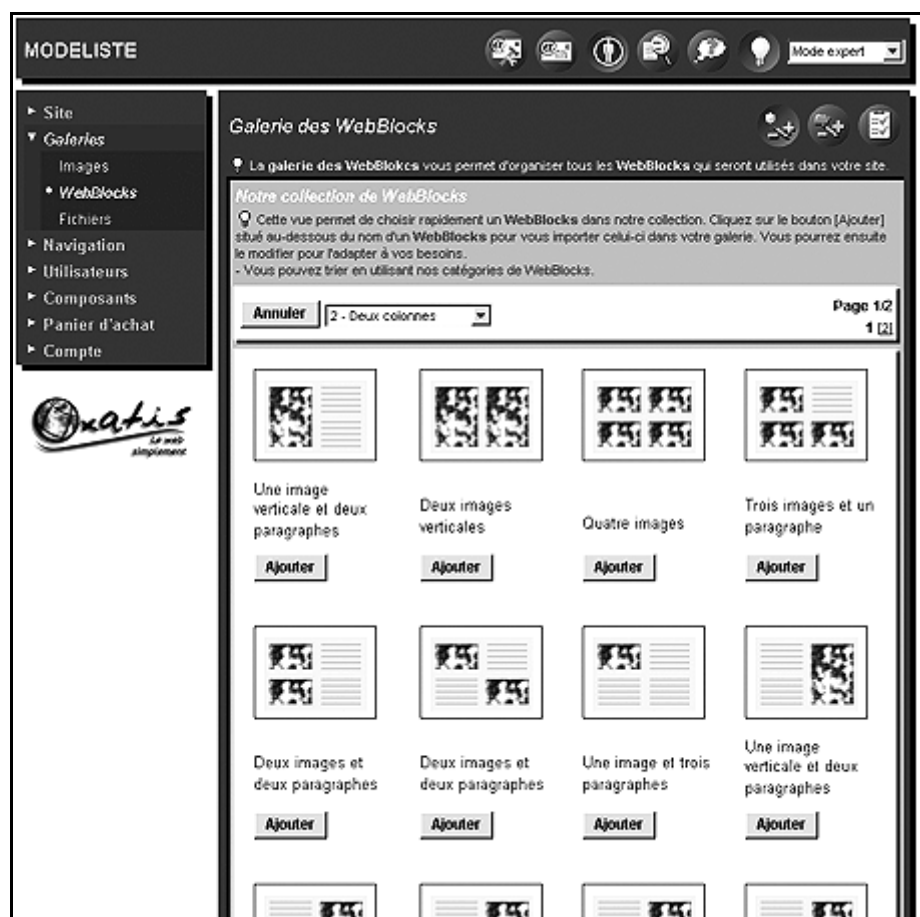 MODELISTE
Mode expert
Site
Galeries
Images
WebBlocks
Fichiers
Navigation
Utilisateurs
Composants
Panier d'achat
Compte
Oxatis
Le web
simplement
Galerie des WebBlocks
La galerie des WebBlokcs vous permet d'organiser tous les WebBlocks qui seront utilisés dans votre site.
Notre collection de WebBlocks
Cette vue permet de choisir rapidement un WebBlocks dans notre collection. Cliquez sur le bouton [Ajouter]
situé au-dessous du nom d'un WebBlocks pour vous importer celui-ci dans votre galerie. Vous pourrez ensuite
le modifier pour l'adapter à vos besoins.
- Vous pouvez trier en utilisant nos catégories de WebBlocks.
Annuler 2 - Deux colonnes Page 1/2
1 [2]
Une image
verticale et deux
paragraphes
Deux images
verticales
Quatre images
Trois images et un
paragraphe
Ajouter Ajouter Ajouter Ajouter
Deux images et
deux paragraphes
Deux images et
deux paragraphes
Une image et trois
paragraphes
Une image
verticale et deux
paragraphes
Ajouter Ajouter Ajouter Ajouter